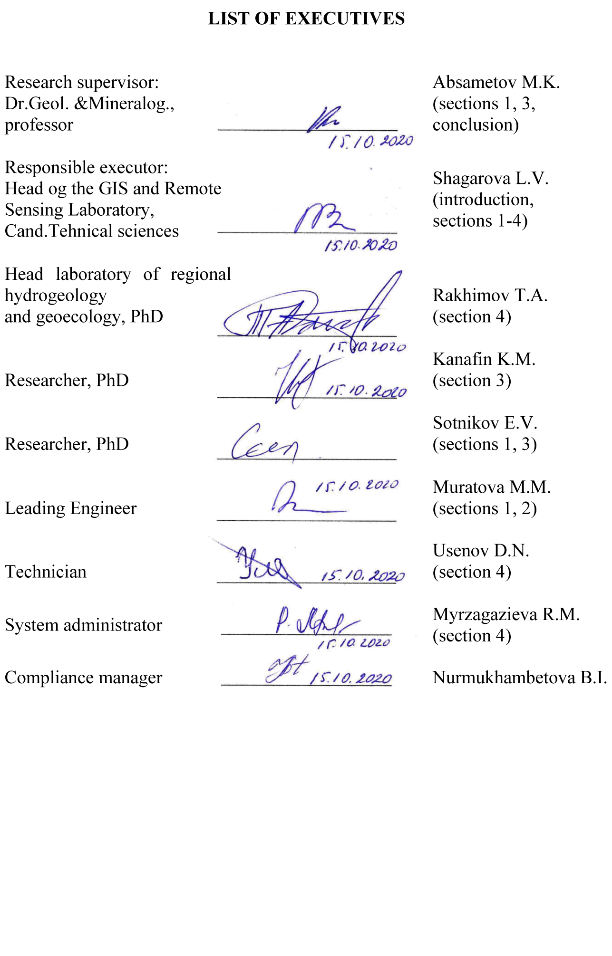 LIST OF EXECUTIVES
Research supervisor:
Dr.Geol. &Mineralog.,
professor
15.10.2020
Absametov M.K.
(sections 1, 3,
conclusion)
Responsible executor:
Head og the GIS and Remote
Sensing Laboratory,
Cand.Tehnical sciences
15.10.2020
Shagarova L.V.
(introduction,
sections 1-4)
Head laboratory of regional
hydrogeology
and geoecology, PhD
15.10.2020
Rakhimov T.A.
(section 4)
Researcher, PhD
15.10.2020
Kanafin K.M.
(section 3)
Researcher, PhD
Sotnikov E.V.
(sections 1, 3)
Leading Engineer
15.10.2020
Muratova M.M.
(sections 1, 2)
Technician
15.10.2020
Usenov D.N.
(section 4)
System administrator
15.10.2020
Myrzagazieva R.M.
(section 4)
Compliance manager
15.10.2020
Nurmukhambetova B.I.